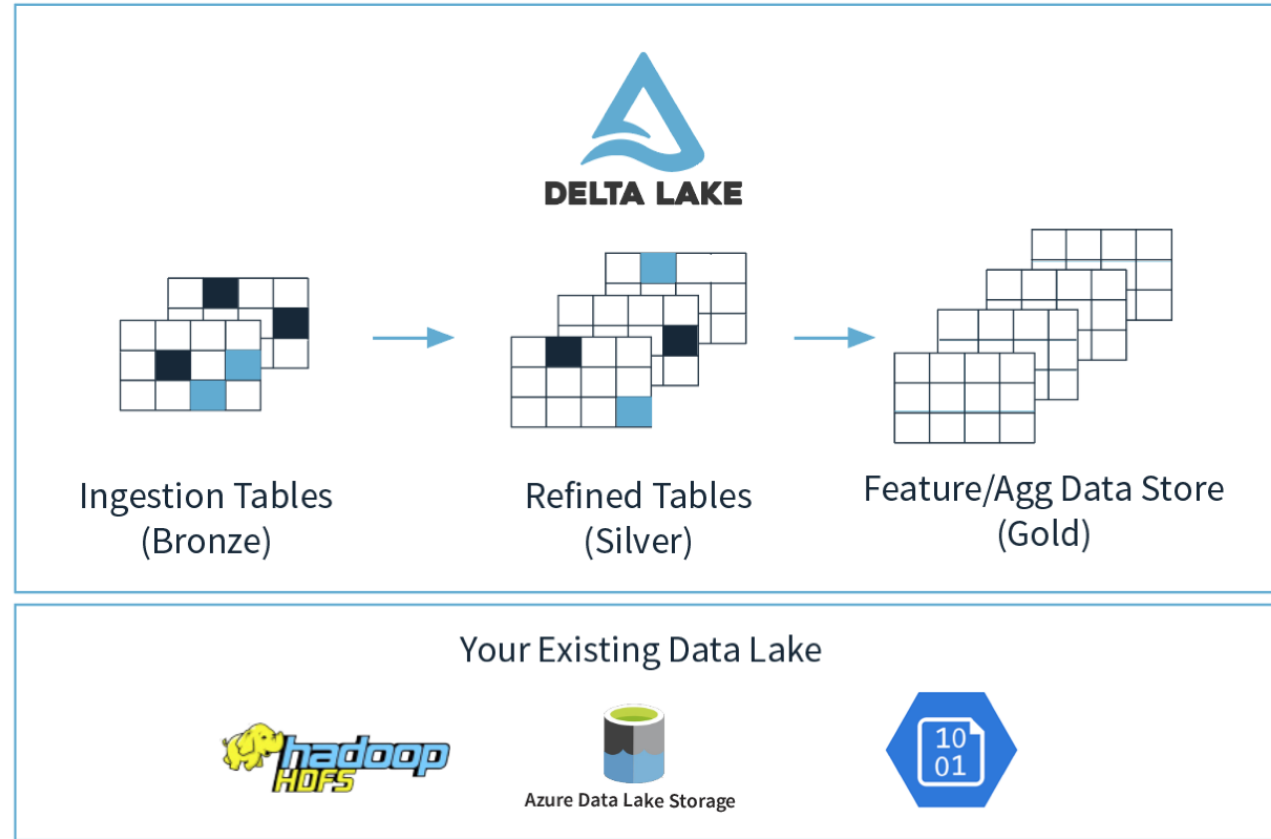 DELTA LAKE
Ingestion Tables
(Bronze)
Refined Tables
(Silver)
Feature/Agg Data Store
(Gold)
Your Existing Data Lake
hadoop
HDFS
Azure Data Lake Storage
10
01